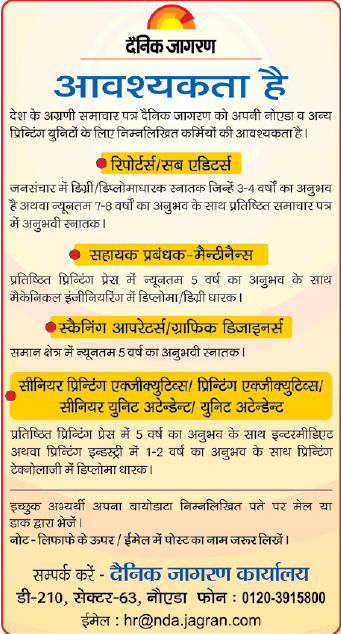 दैनिक जागरण
आवश्यकता है
देश के अग्रणी समाचार पत्र दैनिक जागरण को अपनी नोएडा व अन्य
प्रिन्टिंग युनिटों के लिए निम्नलिखित कर्मियों की आवश्यकता है।
रिपोर्टर्स/सब एडिटर्स
जनसंचार में डिग्री/डिप्लोमाधारक स्नातक जिन्हें 3-4 वर्षों का अनुभव
है अथवा न्यूनतम 7-8 वर्षों का अनुभव के साथ प्रतिष्ठित समाचार पत्र
में अनुभवी स्नातक।
सहायक प्रबंधक-मैन्टीनैन्स
प्रतिष्ठित प्रिन्टिंग प्रेस में न्यूनतम 5 वर्ष का अनुभव के साथ
मैकेनिकल इंजीनियरिंग में डिप्लोमा/डिग्री धारक।
स्कैनिंग आपरेटर्स/ग्राफिक डिजाइनर्स
समान क्षेत्र में न्यूनतम 5 वर्ष का अनुभवी स्नातक।
सीनियर प्रिन्टिंग एक्जीक्युटिव्स/ प्रिन्टिंग एक्जीक्युटिव्स/
सीनियर युनिट अटेन्डेन्ट/ युनिट अटेन्डेन्ट
प्रतिष्ठित प्रिन्टिंग प्रेस में 5 वर्ष का अनुभव के साथ इन्टरमीडिएट
अथवा प्रिन्टिंग इन्डस्ट्री में 1-2 वर्ष का अनुभव के साथ प्रिन्टिंग
टेक्नोलाजी में डिप्लोमा धारक।
इच्छुक अभ्यर्थी अपना बायोडाटा निम्नलिखित पते पर मेल या
डाक द्वारा भेजें।
नोट - लिफाफे के ऊपर / ईमेल में पोस्ट का नाम जरूर लिखें।
सम्पर्क करें - दैनिक जागरण कार्यालय
डी-210, सेक्टर-63, नौएडा फोन : 0120-3915800
ईमेल : hr@nda.jagran.com